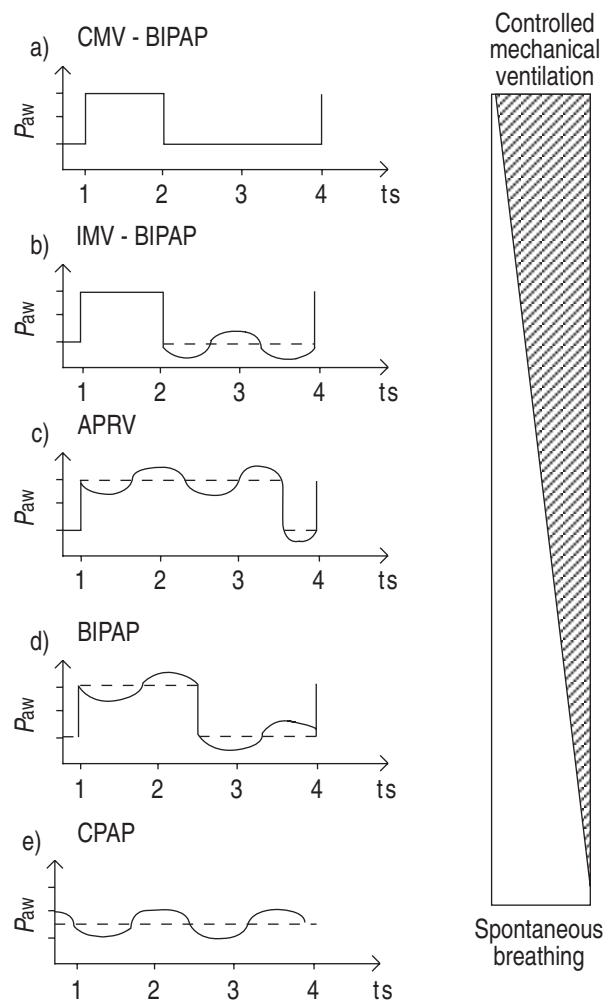 a) CMV - BIPAP
Paw
1 2 3 4 ts
b) IMV - BIPAP
Paw
1 2 3 4 ts
c) APRV
Paw
1 2 3 4 ts
d) BIPAP
Paw
1 2 3 4 ts
e) CPAP
Paw
1 2 3 4 ts
Controlled
mechanical
ventilation
Spontaneous
breathing